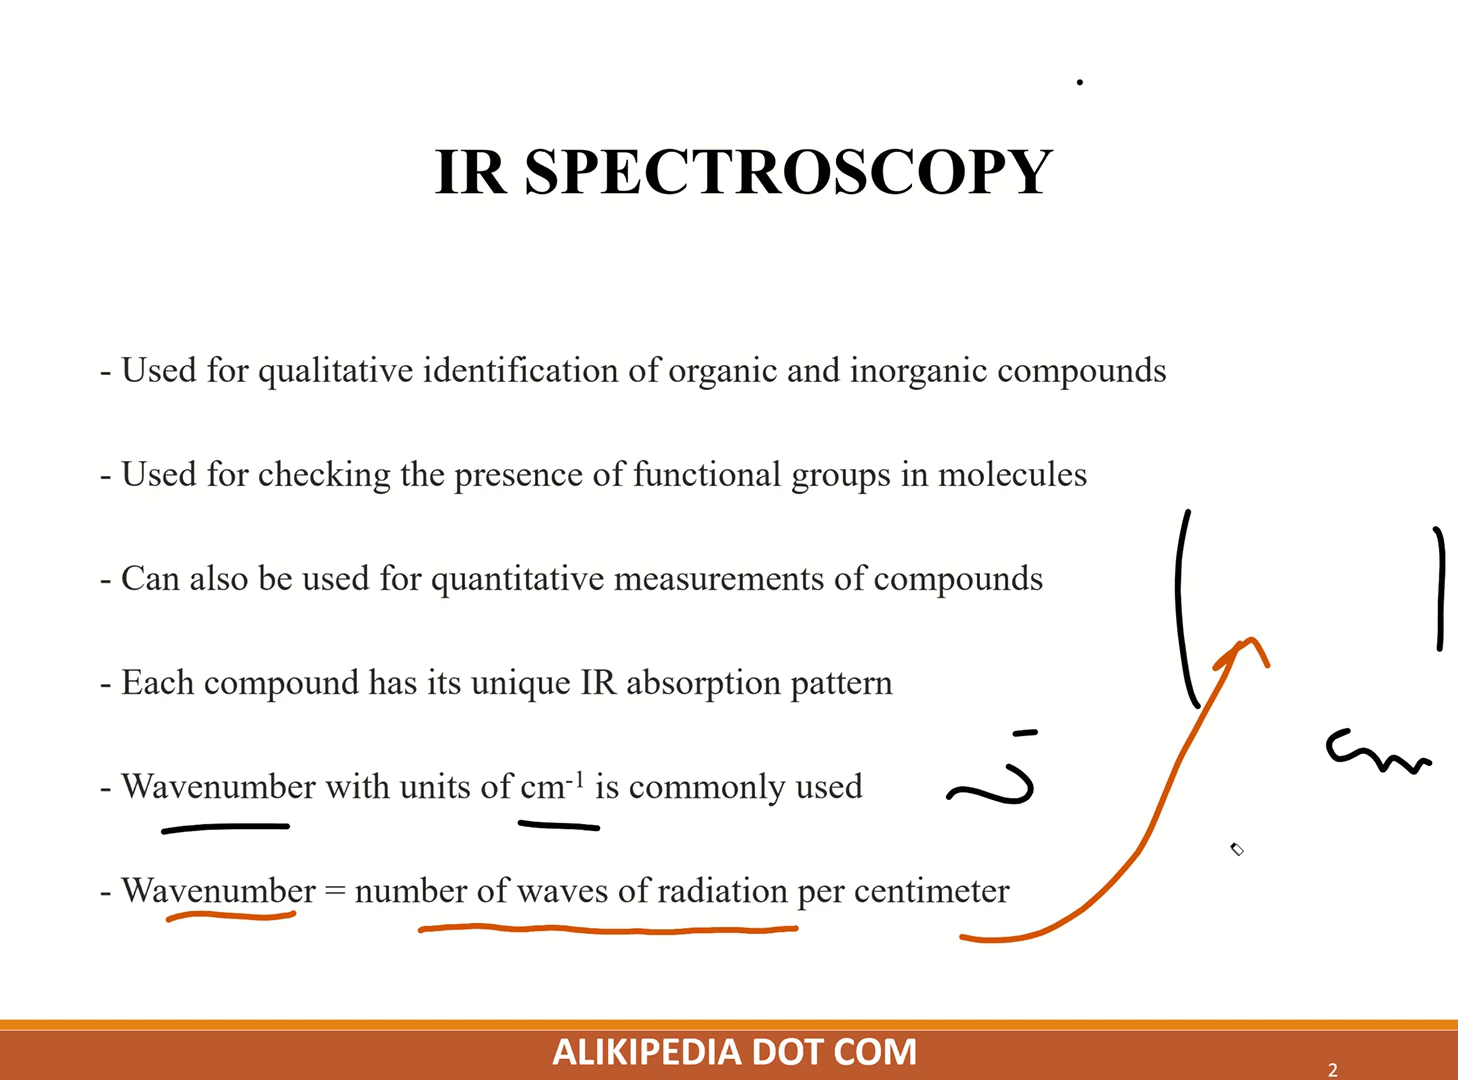 IR SPECTROSCOPY
- Used for qualitative identification of organic and inorganic compounds
- Used for checking the presence of functional groups in molecules
- Can also be used for quantitative measurements of compounds
- Each compound has its unique IR absorption pattern
- Wavenumber with units of cm⁻¹ is commonly used
cm
- Wavenumber = number of waves of radiation per centimeter
ALIKIPEDIA DOT COM
2